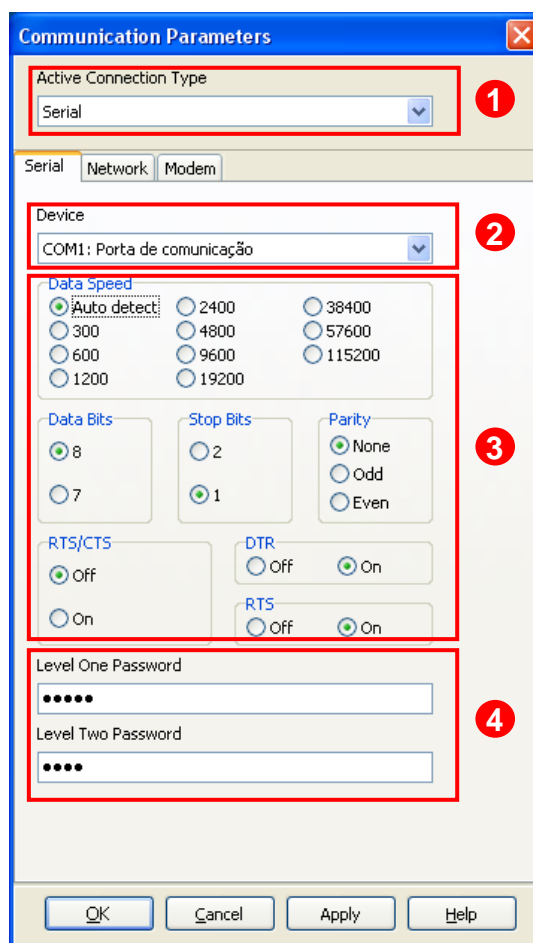 Communication Parameters
Active Connection Type
1
Serial
Serial Network Modem
Device
2
COM1: Porta de comunicação
Data Speed
Auto detect 2400 38400
300 4800 57600
600 9600 115200
1200 19200
Data Bits Stop Bits Parity
8 2 None
3
Odd
7 1 Even
RTS/CTS DTR
Off Off On
RTS
On Off On
Level One Password
•••••
4
Level Two Password
••••
OK Cancel Apply Help